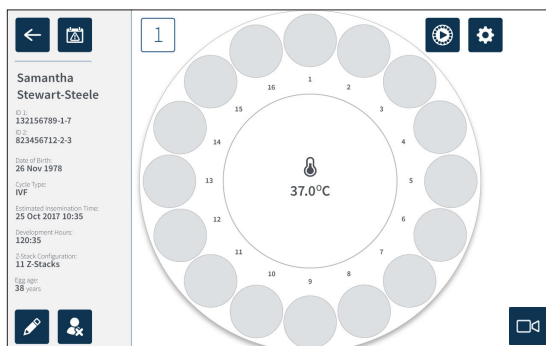 Samantha
Stewart-Steele
ID 1:
132156789-1-7
ID 2:
823456712-2-3
Date of Birth:
26 Nov 1978
Cycle Type:
IVF
Estimated Insemination Time:
25 Oct 2017 10:35
Development Hours:
120:35
Z-Stack Configuration:
11 Z-Stacks
Egg age:
38 years
1
1
2
3
4
5
6
7
8
9
10
11
12
13
14
15
16
37.0°C